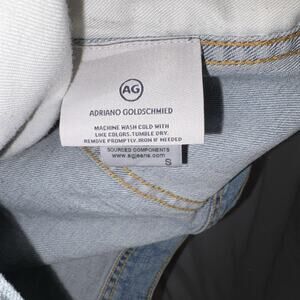 AG
ADRIANO GOLDSCHMIED
MACHINE WASH COLD WITH
LIKE COLORS. TUMBLE DRY.
REMOVE PROMPTLY. IRON IF NEEDED
SOURCED COMPONENTS
www.agjeans.com
S